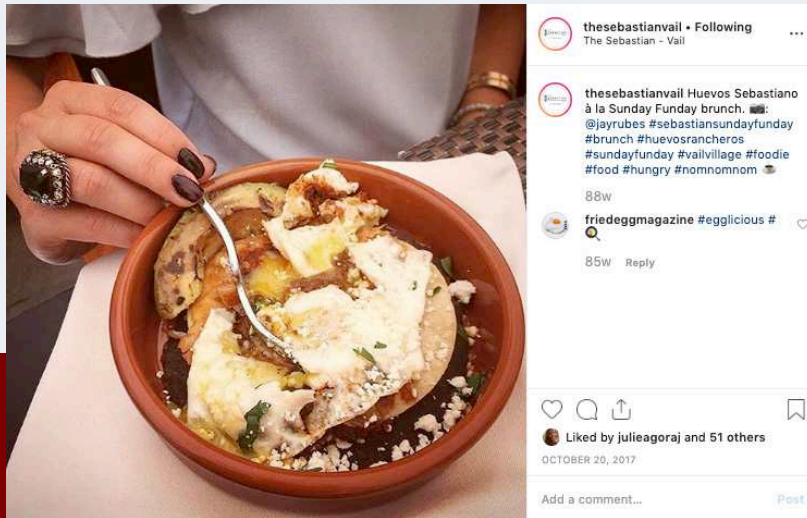 thesebastianvail • Following
The Sebastian - Vail
thesebastianvail Huevos Sebastiano
à la Sunday Funday brunch. 📷:
@jayrubes #sebastiansundayfunday
#brunch #huevosrancheros
#sundayfunday #vailvillage #foodie
#food #hungry #nomnomnom ☕
88w
friedeggmagazine #egglicious #
🍳
85w Reply
Liked by julieagoraj and 51 others
OCTOBER 20, 2017
Add a comment...
Post